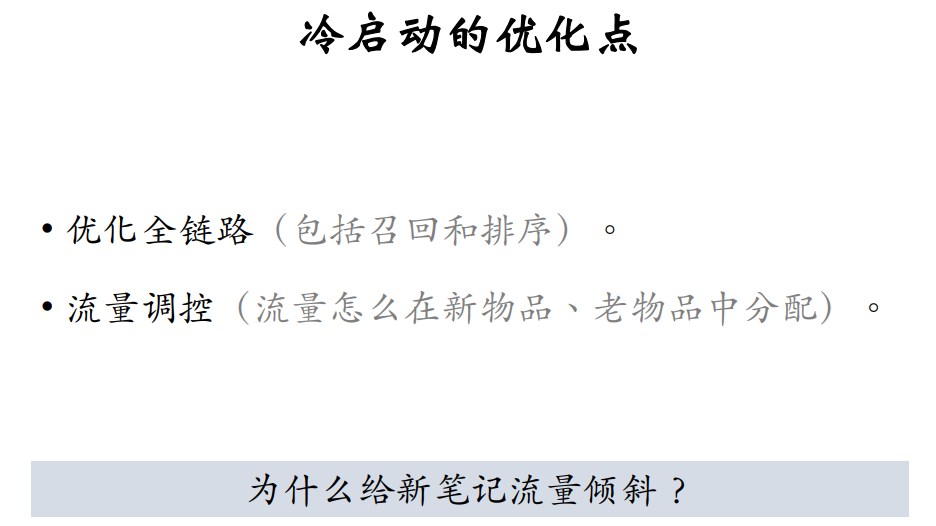 冷启动的优化点
• 优化全链路（包括召回和排序）。
• 流量调控（流量怎么在新物品、老物品中分配）。
为什么给新笔记流量倾斜？